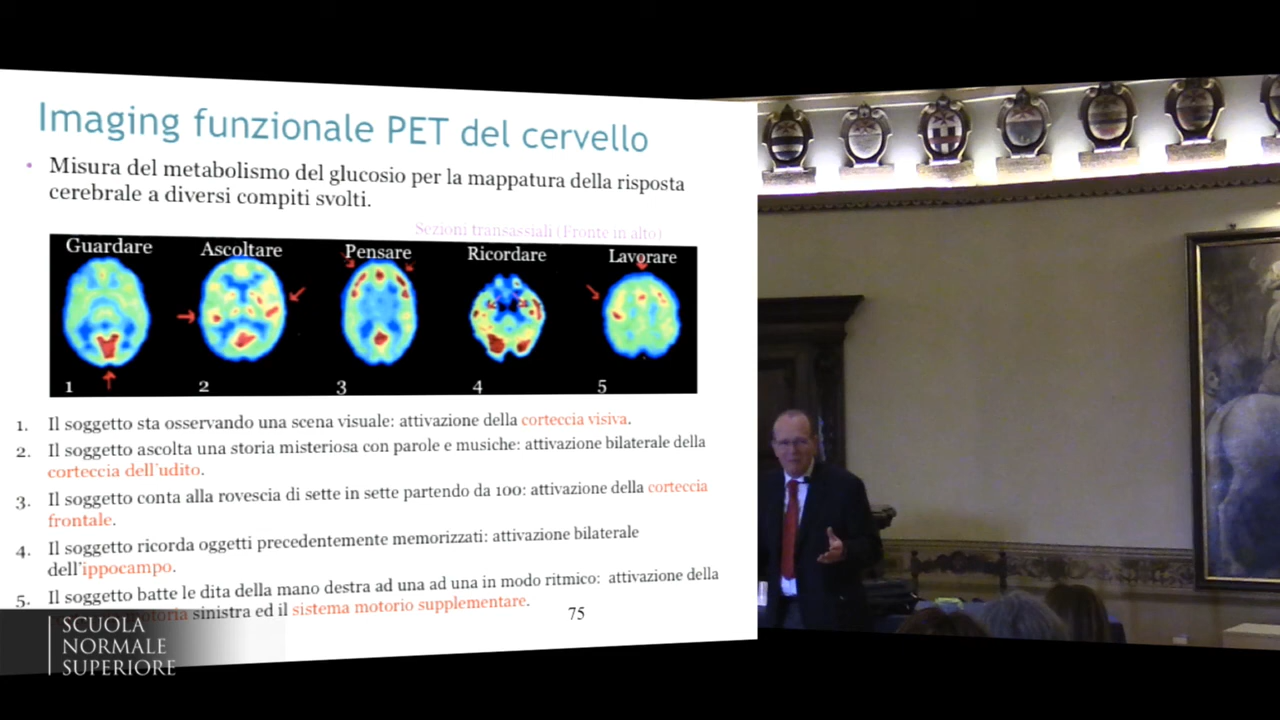 Imaging funzionale PET del cervello
• Misura del metabolismo del glucosio per la mappatura della risposta
cerebrale a diversi compiti svolti.
Sezioni transassiali (Fronte in alto)
Guardare Ascoltare Pensare Ricordare Lavorare
1 2 3 4 5
1. Il soggetto sta osservando una scena visuale: attivazione della corteccia visiva.
2. Il soggetto ascolta una storia misteriosa con parole e musiche: attivazione bilaterale della
corteccia dell'udito.
3. Il soggetto conta alla rovescia di sette in sette partendo da 100: attivazione della corteccia
frontale.
4. Il soggetto ricorda oggetti precedentemente memorizzati: attivazione bilaterale
dell'ippocampo.
5. Il soggetto batte le dita della mano destra ad una ad una in modo ritmico: attivazione della
motoria sinistra ed il sistema motorio supplementare.
75
SCUOLA
NORMALE
SUPERIORE